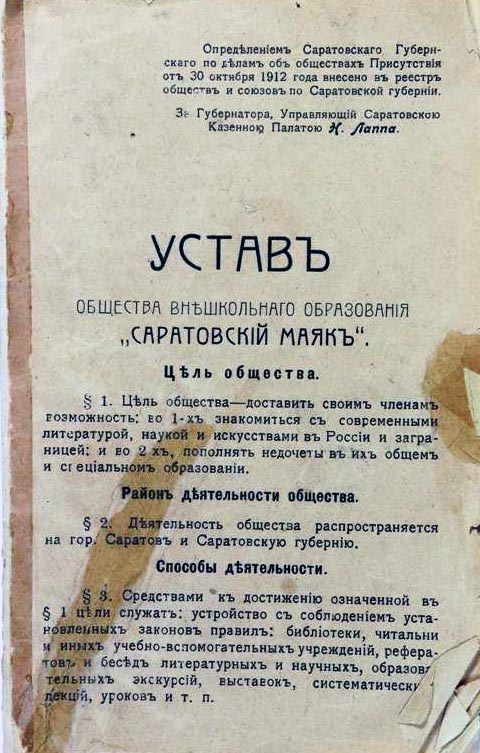 Опредѣленіемъ Саратовскаго Губерн-
скаго по дѣламъ объ обществахъ Присутствія
отъ 30 октября 1912 года внесено въ реестръ
обществъ и союзовъ по Саратовской губерніи.
За Губернатора, Управляющій Саратовскою
Казенною Палатою Н. Лаппа.
УСТАВЪ
ОБЩЕСТВА ВНѢШКОЛЬНАГО ОБРАЗОВАНІЯ
„САРАТОВСКІЙ МАЯКЪ“.
Цѣль общества.
§ 1. Цѣль общества—доставить своимъ членамъ
возможность: во 1-хъ знакомиться съ современными
литературой, наукой и искусствами въ Россіи и загра-
ницей: и во 2 хъ, пополнять недочеты въ ихъ общемъ
и спеціальномъ образованіи.
Районъ дѣятельности общества.
§ 2. Дѣятельность общества распространяется
на гор. Саратовъ и Саратовскую губернію.
Способы дѣятельности.
§ 3. Средствами къ достиженію означенной въ
§ 1 цѣли служатъ: устройство съ соблюденіемъ уста-
новленныхъ законовъ правилъ: библіотеки, читальни
и иныхъ учебно-вспомогательныхъ учрежденій, рефера-
товъ и бесѣдъ литературныхъ и научныхъ, образова-
тельныхъ экскурсій, выставокъ, систематически
лекцій, уроковъ и т. п.